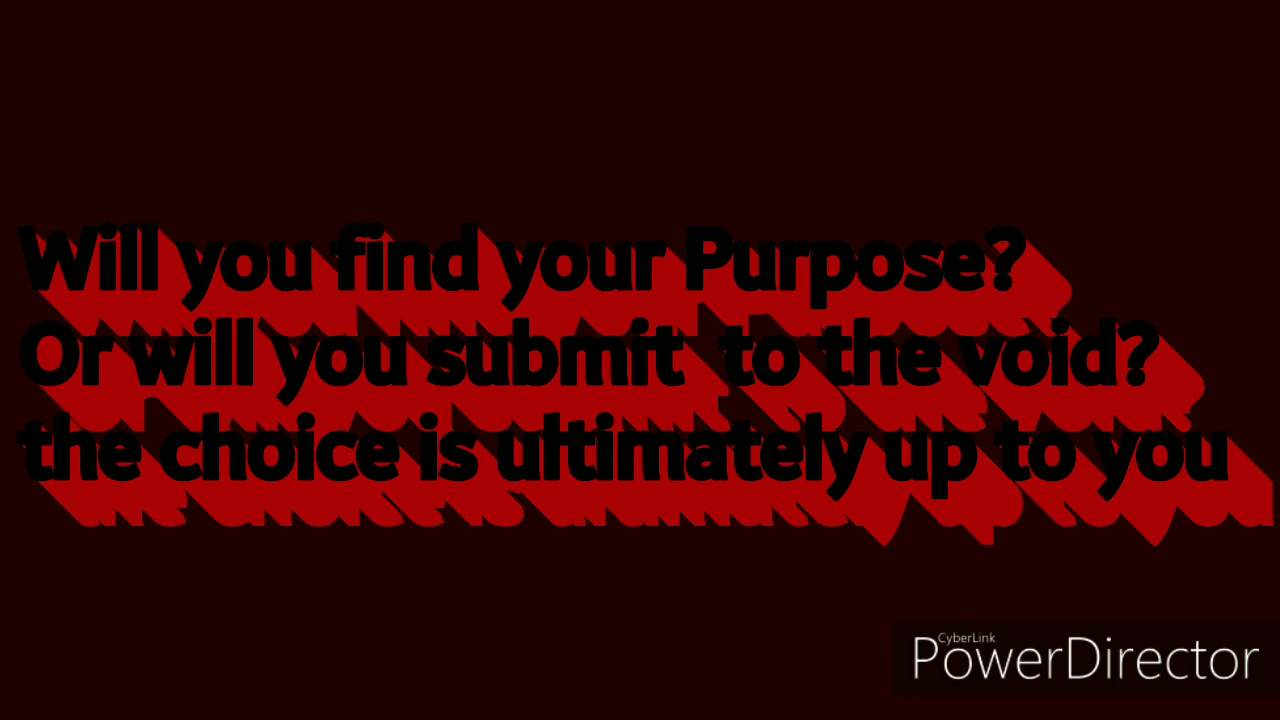 Will you find your Purpose?
Or will you submit  to the void?
the choice is ultimately up to you
CyberLink
PowerDirector